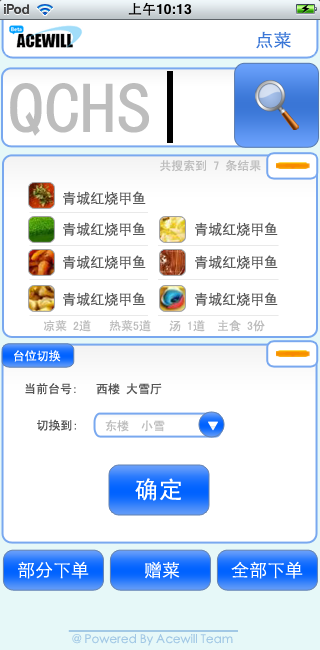 iPod 上午10:13
Beta
ACEWILL 点菜
QCHS
共搜索到 7 条结果
青城红烧甲鱼
青城红烧甲鱼 青城红烧甲鱼
青城红烧甲鱼 青城红烧甲鱼
青城红烧甲鱼 青城红烧甲鱼
凉菜 2道 热菜5道 汤 1道 主食 3份
台位切换
当前台号: 西楼 大雪厅
切换到: 东楼 小雪
确定
部分下单 赠菜 全部下单
@ Powered By Acewill Team